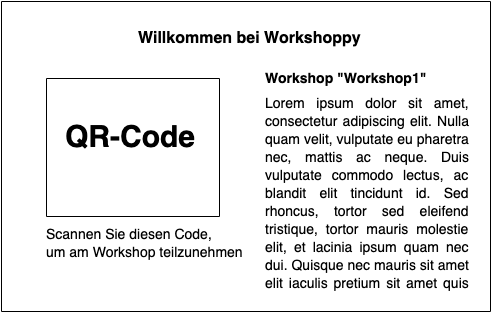 Willkommen bei Workshoppy
QR-Code
Scannen Sie diesen Code,
um am Workshop teilzunehmen
Workshop "Workshop1"
Lorem ipsum dolor sit amet,
consectetur adipiscing elit. Nulla
quam velit, vulputate eu pharetra
nec, mattis ac neque. Duis
vulputate commodo lectus, ac
blandit elit tincidunt id. Sed
rhoncus, tortor sed eleifend
tristique, tortor mauris molestie
elit, et lacinia ipsum quam nec
dui. Quisque nec mauris sit amet
elit iaculis pretium sit amet quis